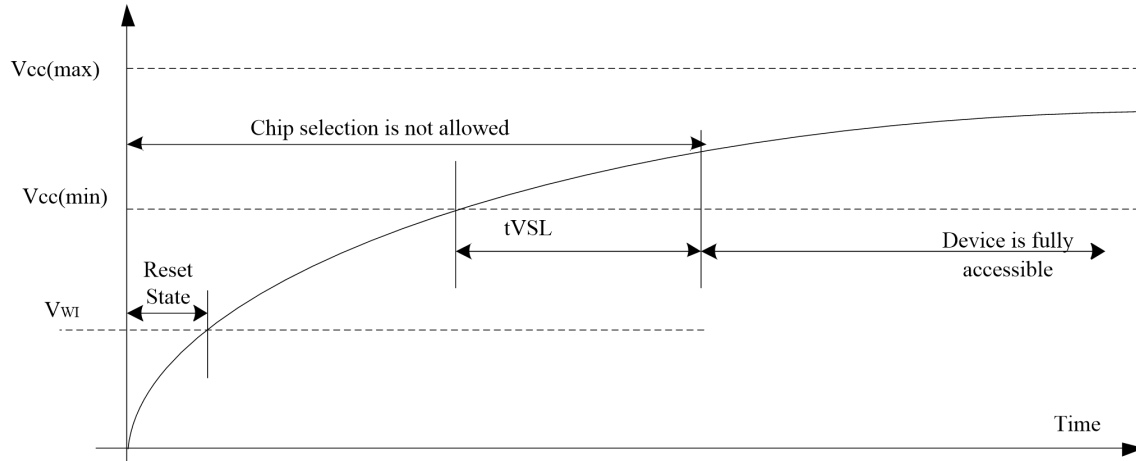 Vcc(max)
Chip selection is not allowed
Vcc(min)
tVSL
Device is fully
accessible
Reset
State
VWI
Time